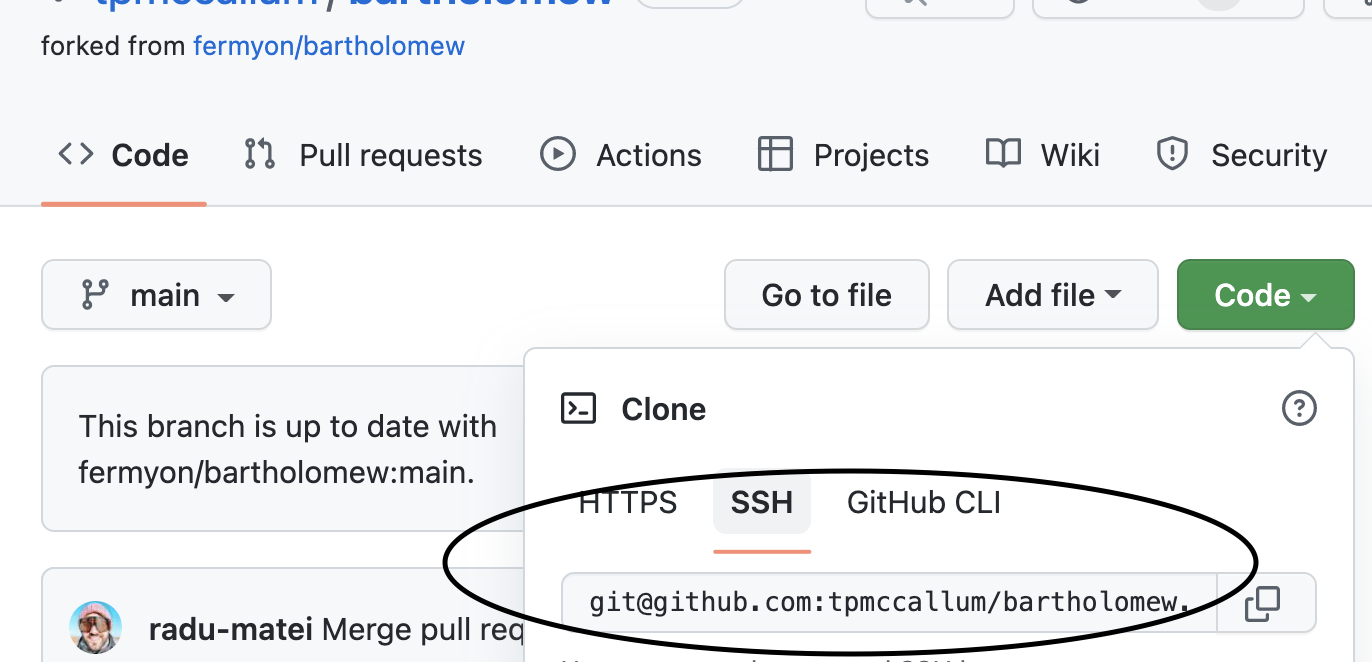 tpmccallum/bartholomew
forked from fermyon/bartholomew
Code Pull requests Actions Projects Wiki Security
main Go to file Add file Code
This branch is up to date with
fermyon/bartholomew:main.
Clone
HTTPS SSH GitHub CLI
git@github.com:tpmccallum/bartholomew.
radu-matei Merge pull req